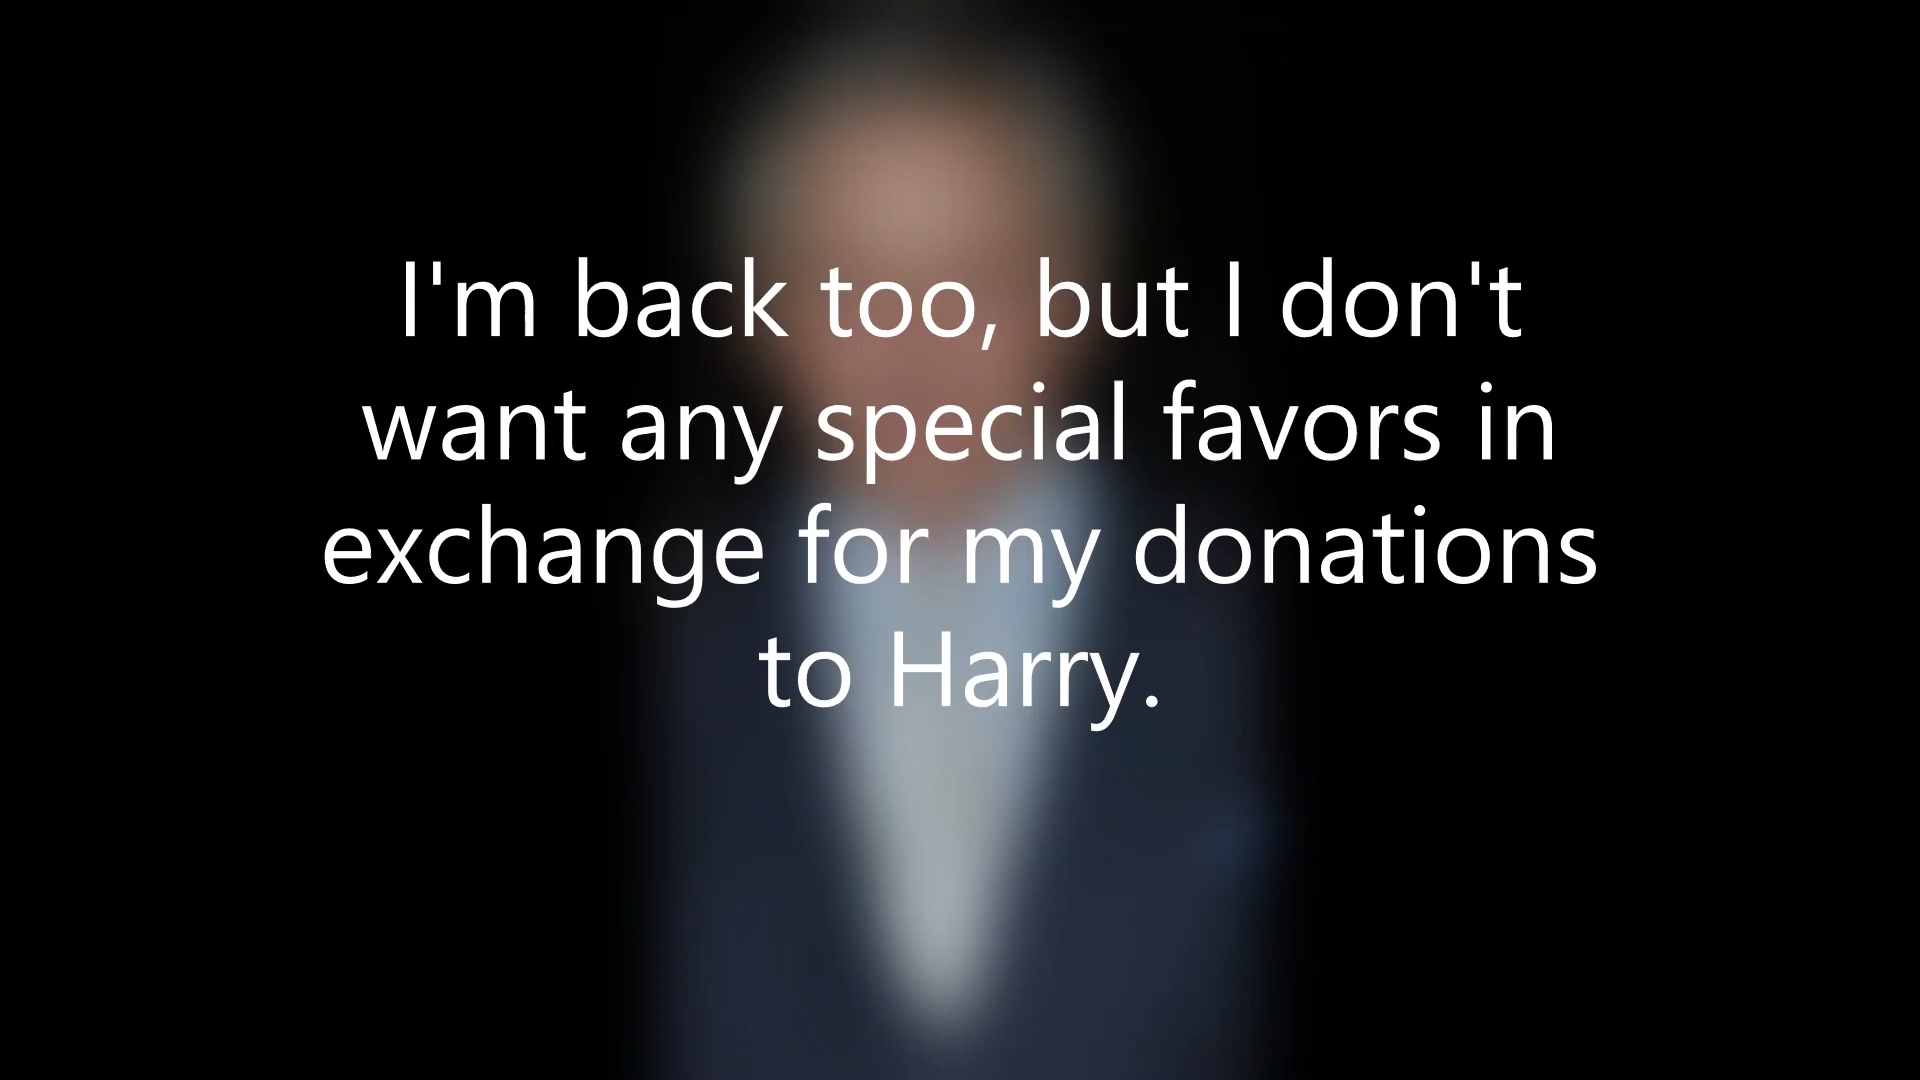 I'm back too, but I don't
want any special favors in
exchange for my donations
to Harry.